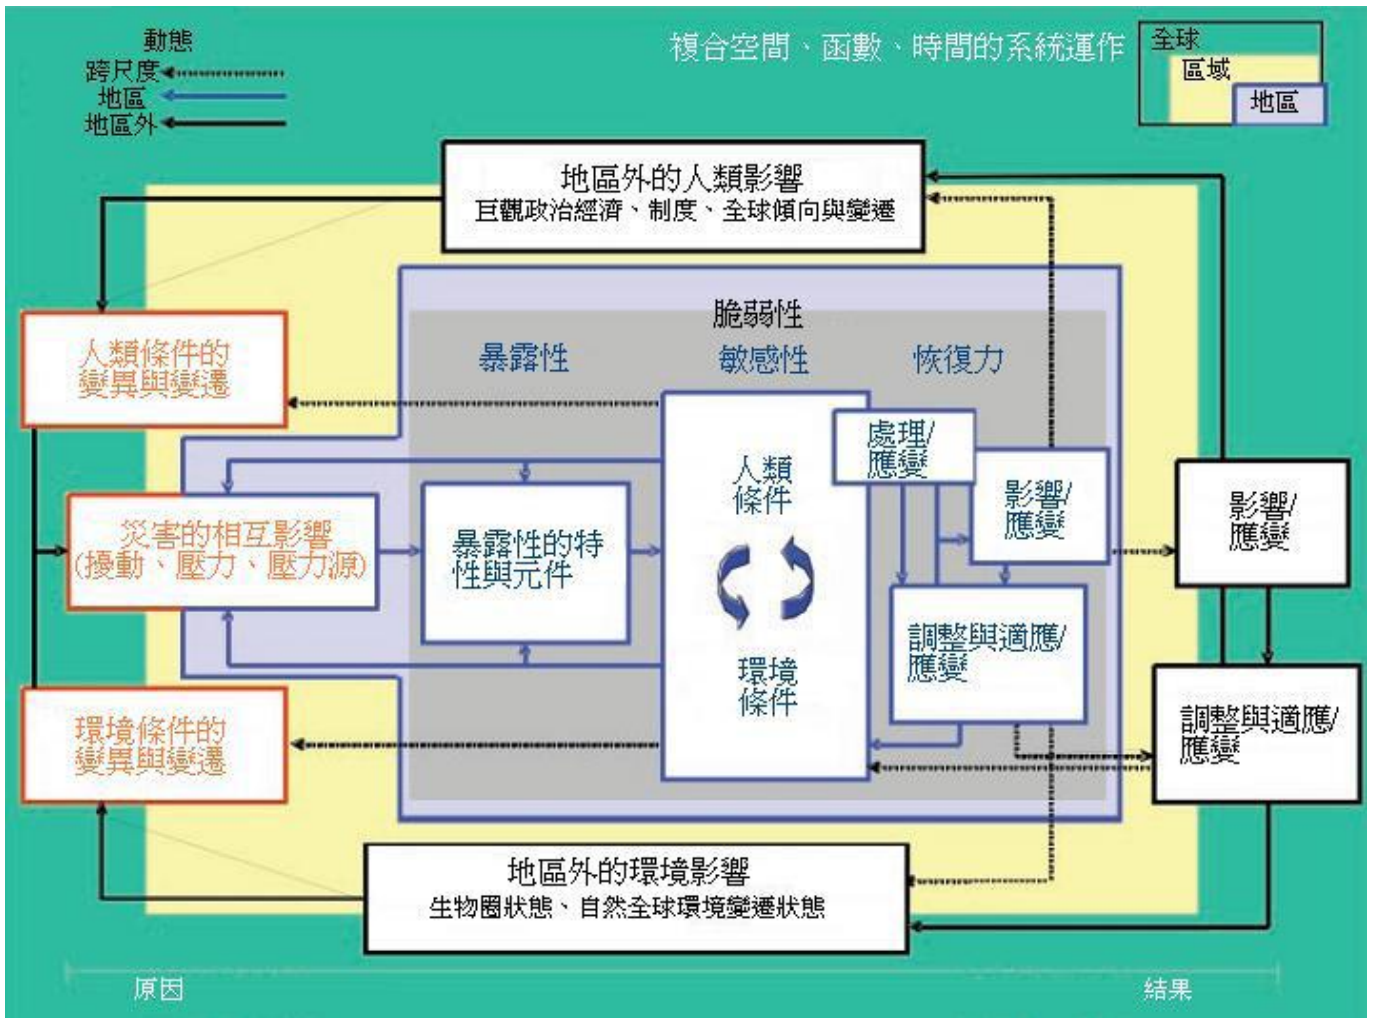 動態
跨尺度
地區
地區外
複合空間、函數、時間的系統運作
全球
區域
地區
地區外的人類影響
巨觀政治經濟、制度、全球傾向與變遷
人類條件的
變異與變遷
脆弱性
暴露性
敏感性
恢復力
處理/
應變
人類
條件
影響/
應變
影響/
應變
災害的相互影響
(擾動、壓力、壓力源)
暴露性的特
性與元件
環境
條件
調整與適應/
應變
調整與適應/
應變
環境條件的
變異與變遷
地區外的環境影響
生物圈狀態、自然全球環境變遷狀態
原因
結果